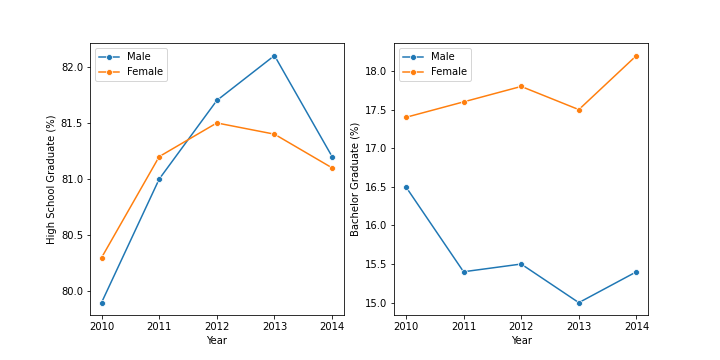 Male
Female
82.0
81.5
81.0
80.5
80.0
High School Graduate (%)
2010 2011 2012 2013 2014
Year
Male
Female
18.0
17.5
17.0
16.5
16.0
15.5
15.0
Bachelor Graduate (%)
2010 2011 2012 2013 2014
Year